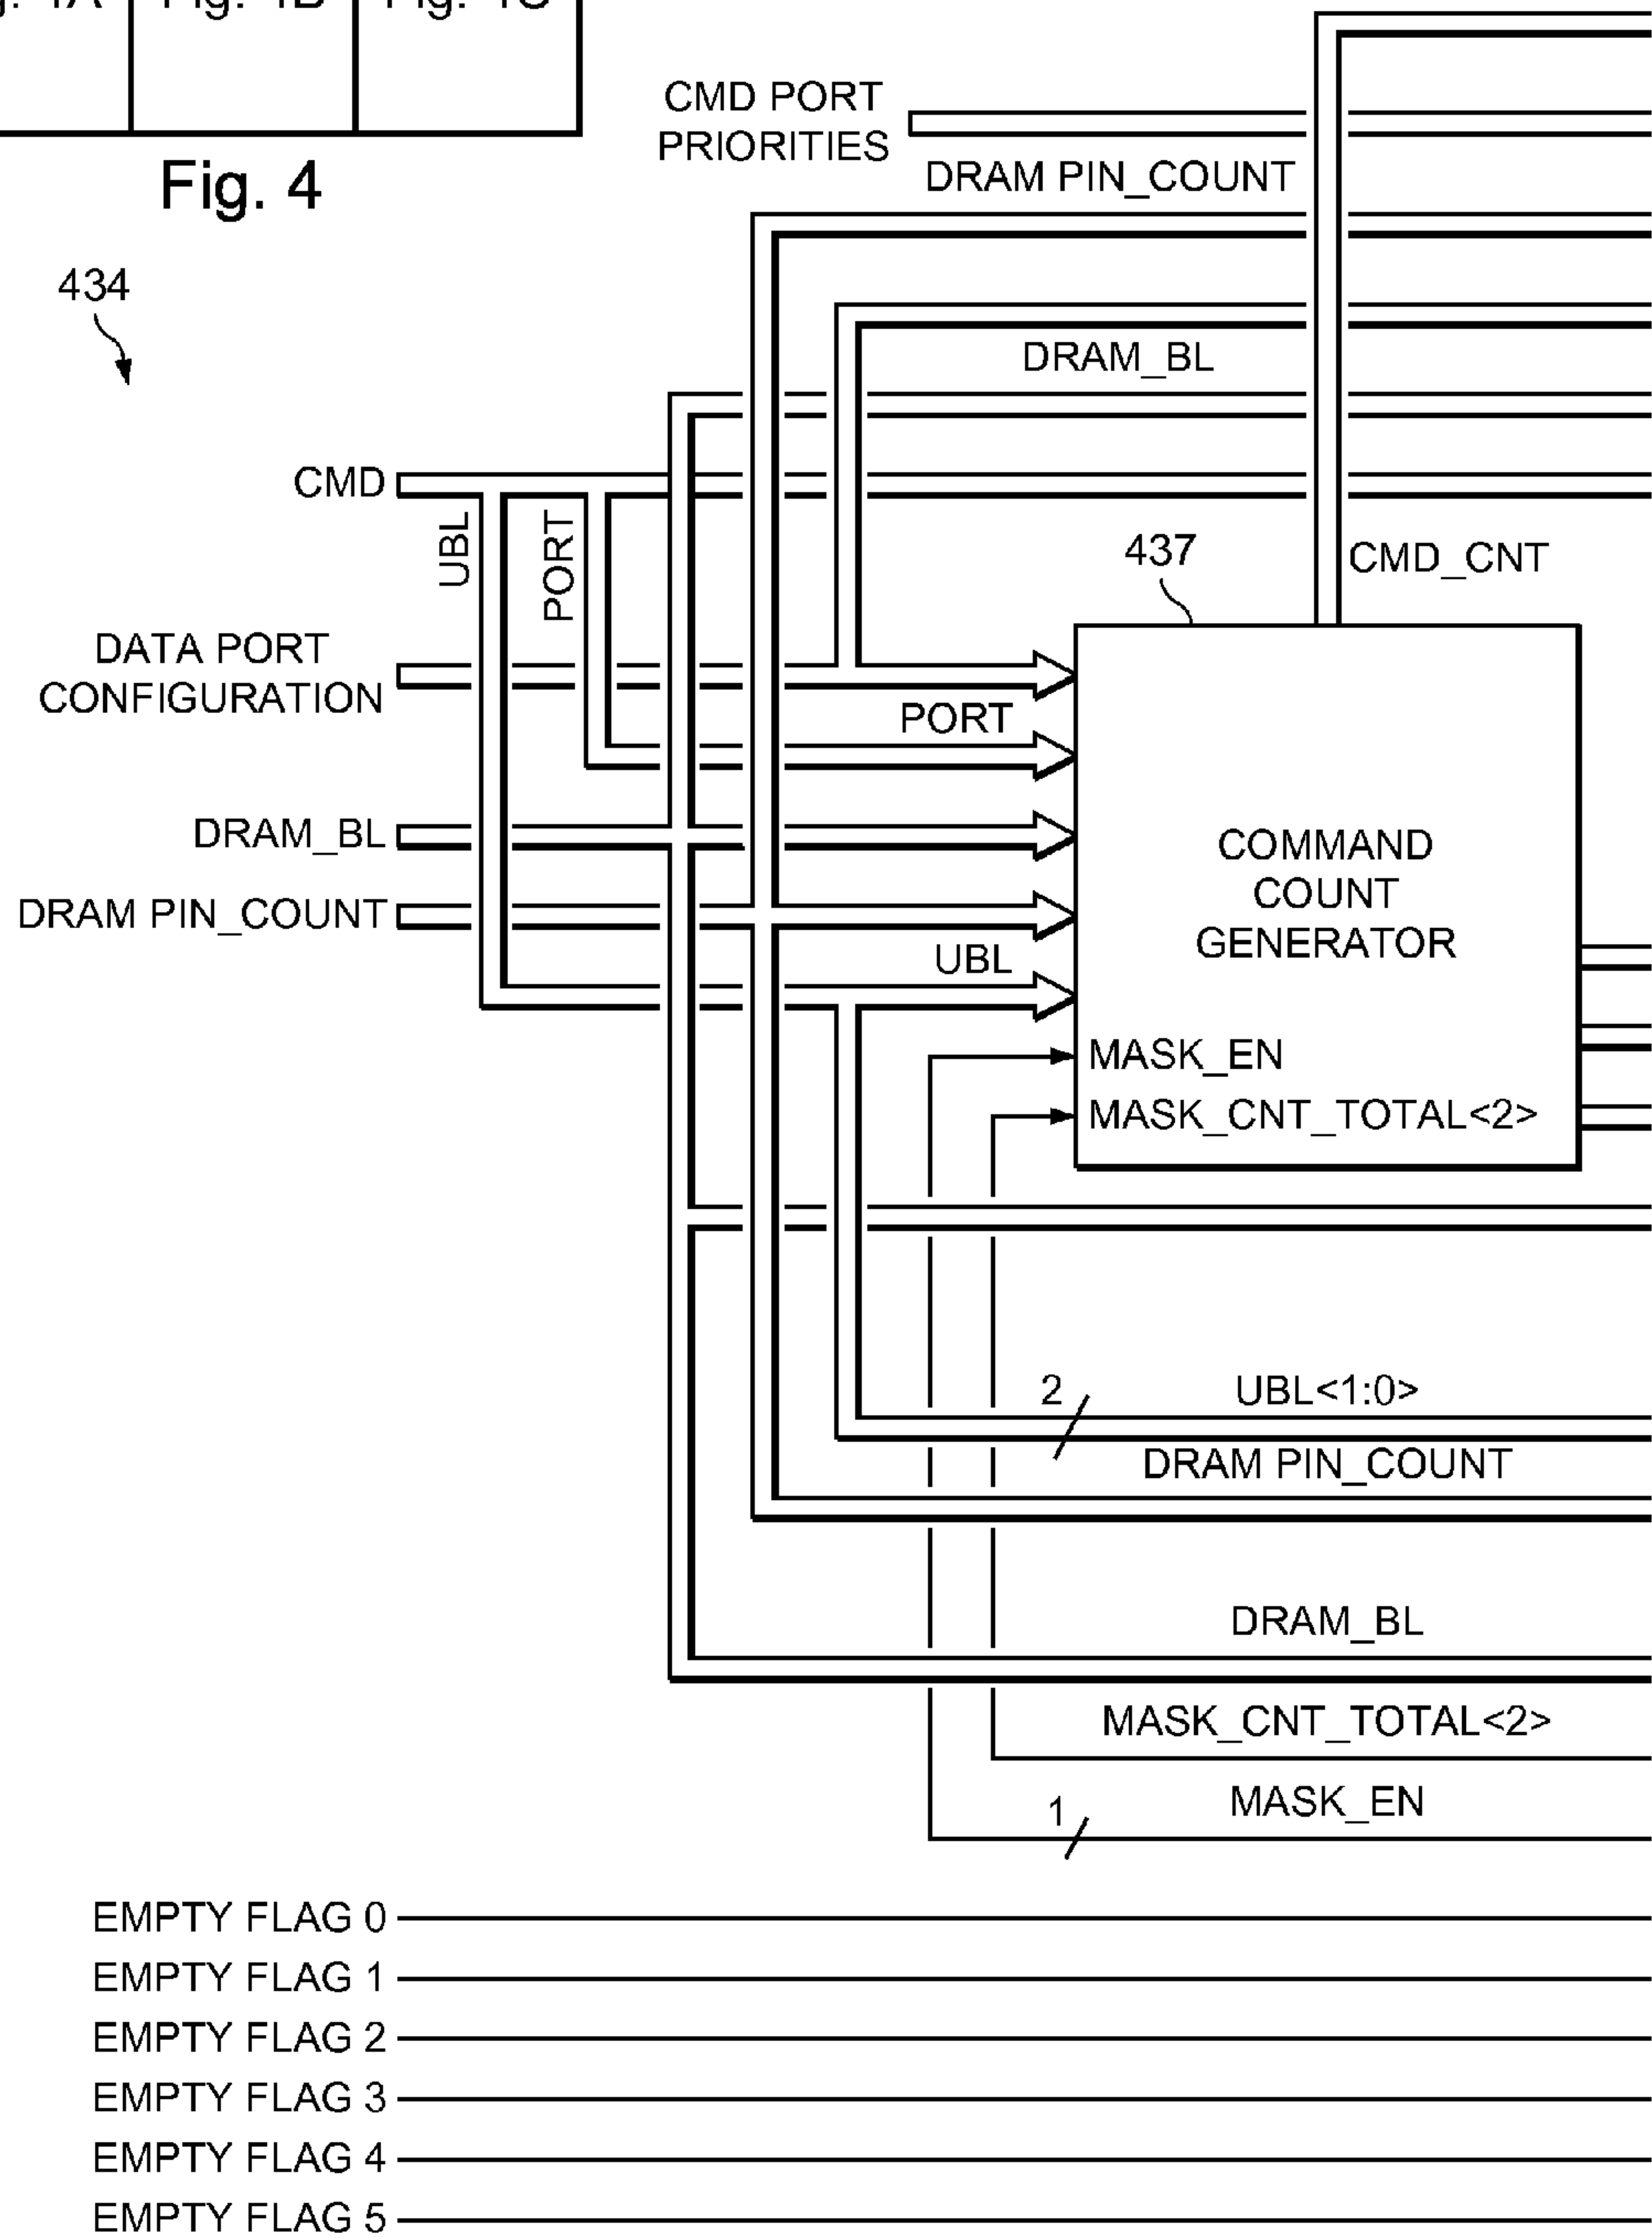 Fig. 4
CMD PORT
PRIORITIES
DRAM PIN_COUNT
434
DRAM_BL
CMD
UBL
PORT
437
CMD_CNT
DATA PORT
CONFIGURATION
PORT
DRAM_BL
COMMAND
COUNT
GENERATOR
DRAM PIN_COUNT
UBL
MASK_EN
MASK_CNT_TOTAL<2>
2
UBL<1:0>
DRAM PIN_COUNT
DRAM_BL
MASK_CNT_TOTAL<2>
1
MASK_EN
EMPTY FLAG 0
EMPTY FLAG 1
EMPTY FLAG 2
EMPTY FLAG 3
EMPTY FLAG 4
EMPTY FLAG 5